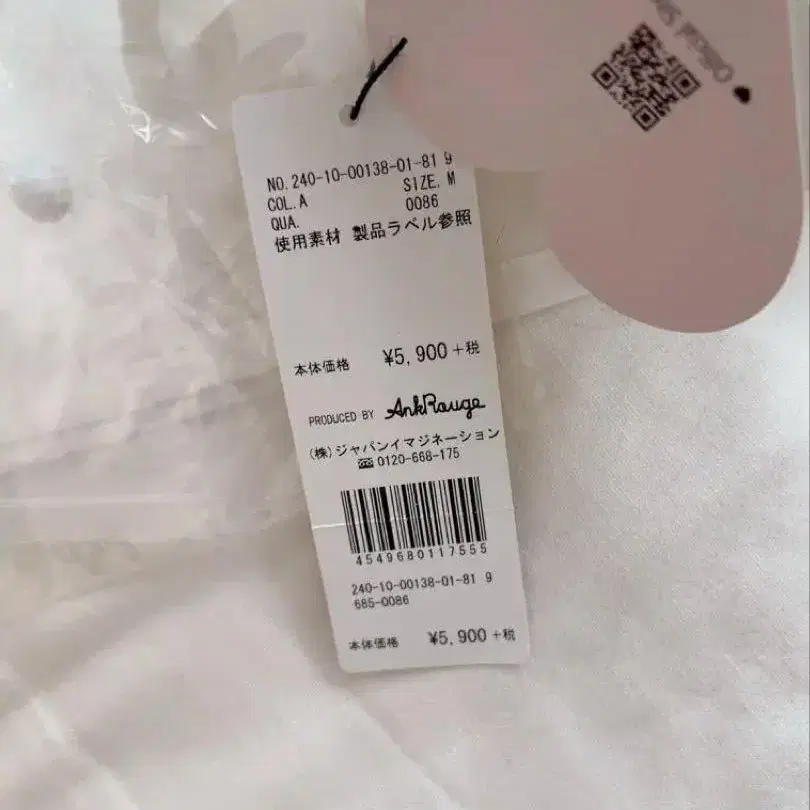 Official S
NO.240-10-00138-01-81 9
COL.A SIZE.M
QUA. 0086
使用素材 製品ラベル参照
本体価格 ¥5,900+税
PRODUCED BY AnkRouge
(株)ジャパンイマジネーション
☎0120-668-175
4549680117555
240-10-00138-01-81 9
685-0086
本体価格 ¥5,900+税